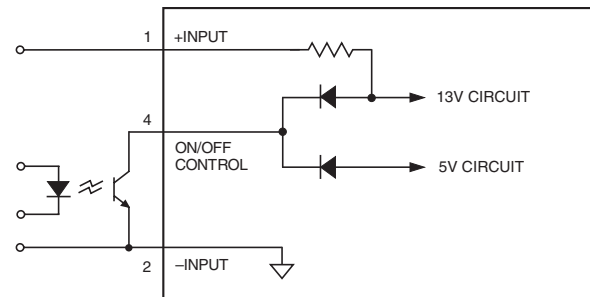 1 +INPUT
13V CIRCUIT
4
ON/OFF
CONTROL
5V CIRCUIT
2 –INPUT